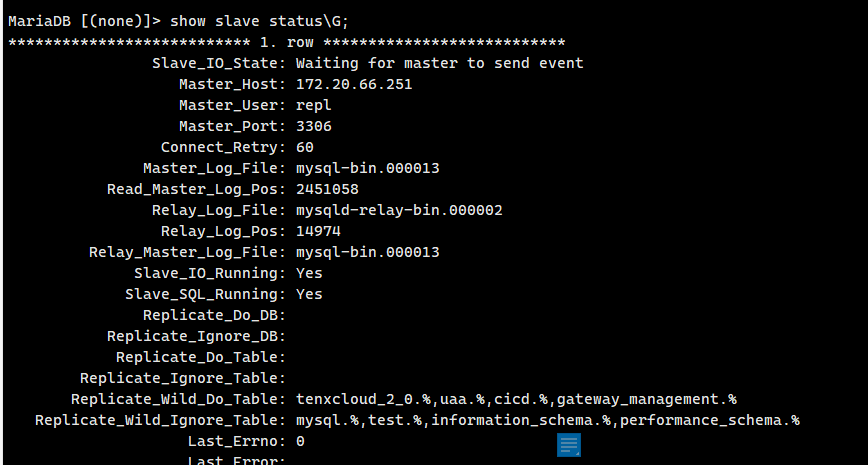 MariaDB [(none)]> show slave status\G;
*************************** 1. row ***************************
Slave_IO_State: Waiting for master to send event
Master_Host: 172.20.66.251
Master_User: repl
Master_Port: 3306
Connect_Retry: 60
Master_Log_File: mysql-bin.000013
Read_Master_Log_Pos: 2451058
Relay_Log_File: mysqld-relay-bin.000002
Relay_Log_Pos: 14974
Relay_Master_Log_File: mysql-bin.000013
Slave_IO_Running: Yes
Slave_SQL_Running: Yes
Replicate_Do_DB:
Replicate_Ignore_DB:
Replicate_Do_Table:
Replicate_Ignore_Table:
Replicate_Wild_Do_Table: tenxcloud_2_0.%,uaa.%,cicd.%,gateway_management.%
Replicate_Wild_Ignore_Table: mysql.%,test.%,information_schema.%,performance_schema.%
Last_Errno: 0
Last_Error: